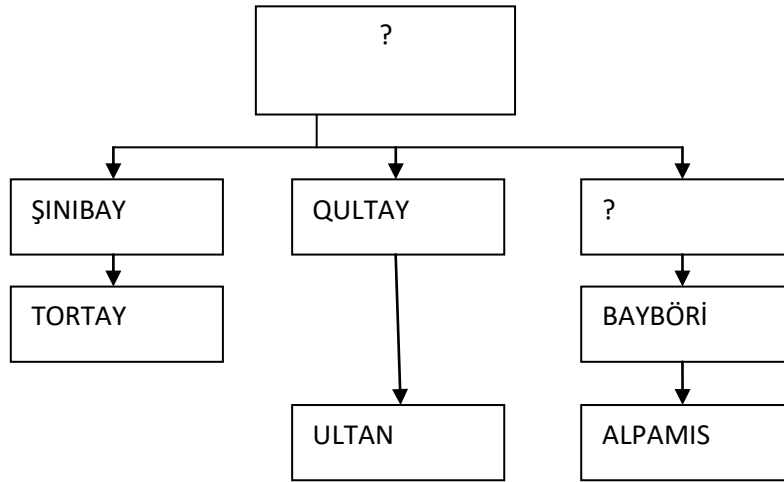 ?
ŞINIBAY
QULTAY
?
TORTAY
BAYBÖRİ
ULTAN
ALPAMIS